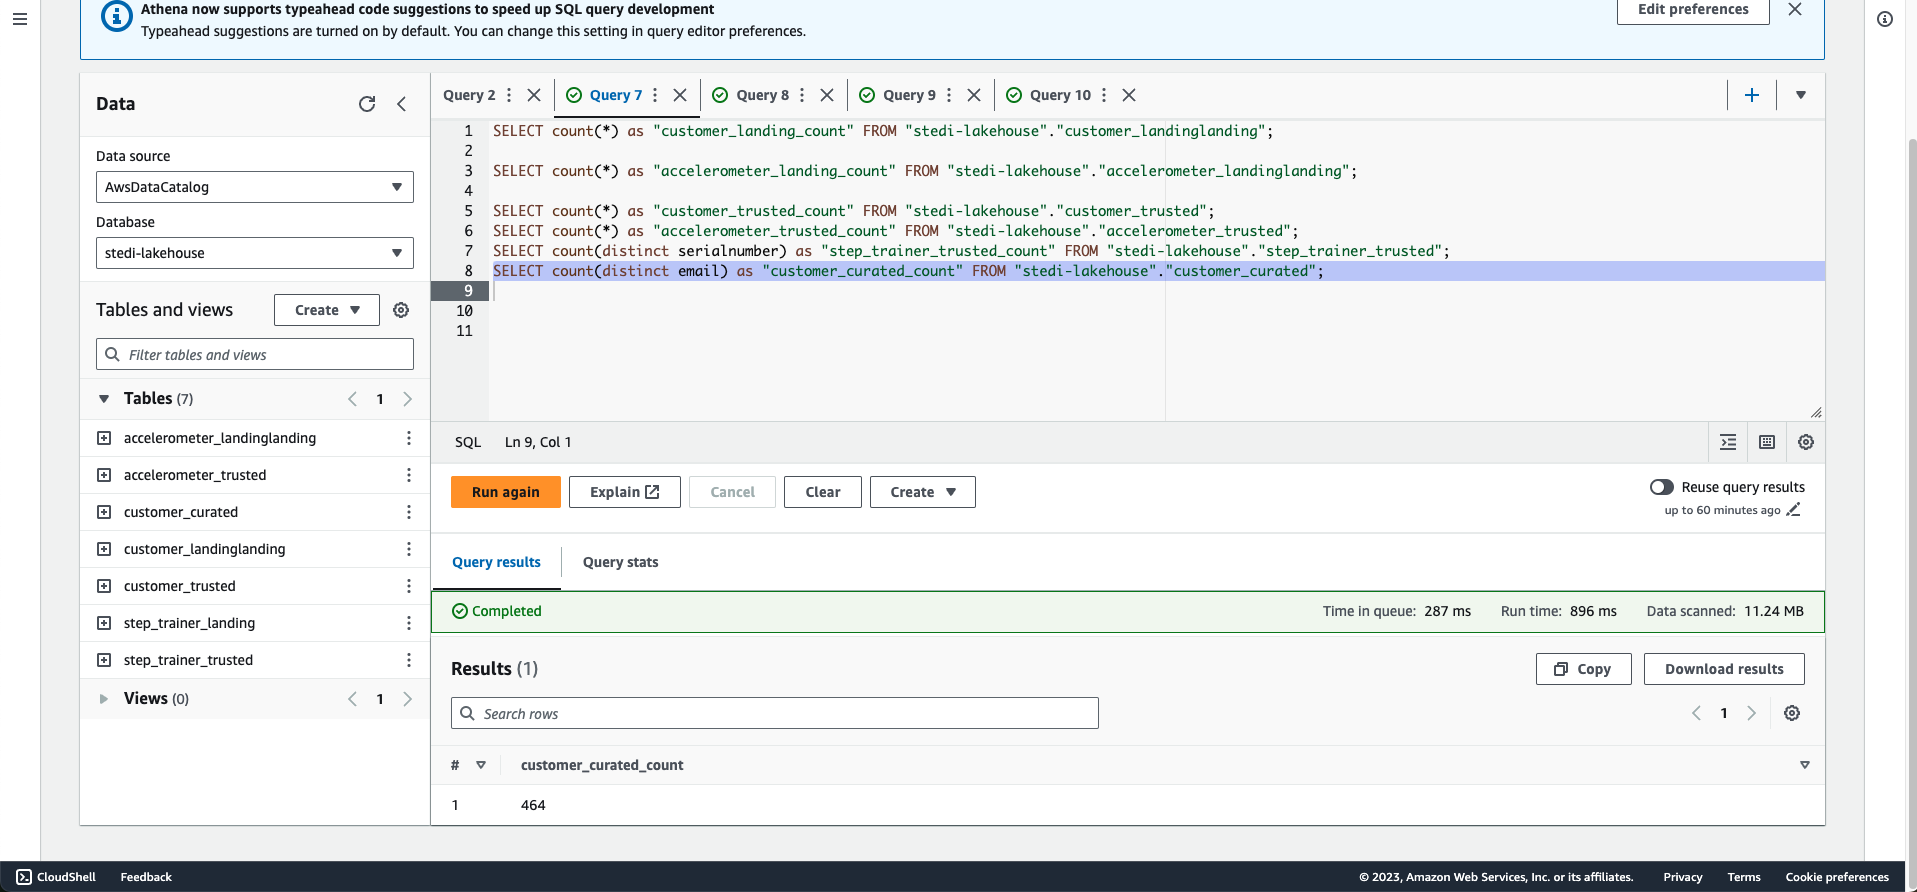 Athena now supports typeahead code suggestions to speed up SQL query development
Typeahead suggestions are turned on by default. You can change this setting in query editor preferences.
Edit preferences
Data
Data source
AwsDataCatalog
Database
stedi-lakehouse
Tables and views
Create
Filter tables and views
Tables (7)
1
accelerometer_landinglanding
accelerometer_trusted
customer_curated
customer_landinglanding
customer_trusted
step_trainer_landing
step_trainer_trusted
Views (0)
1
Query 2
Query 7
Query 8
Query 9
Query 10
1 SELECT count(*) as "customer_landing_count" FROM "stedi-lakehouse"."customer_landinglanding";
2
3 SELECT count(*) as "accelerometer_landing_count" FROM "stedi-lakehouse"."accelerometer_landinglanding";
4
5 SELECT count(*) as "customer_trusted_count" FROM "stedi-lakehouse"."customer_trusted";
6 SELECT count(*) as "accelerometer_trusted_count" FROM "stedi-lakehouse"."accelerometer_trusted";
7 SELECT count(distinct serialnumber) as "step_trainer_trusted_count" FROM "stedi-lakehouse"."step_trainer_trusted";
8 SELECT count(distinct email) as "customer_curated_count" FROM "stedi-lakehouse"."customer_curated";
9
10
11
SQL Ln 9, Col 1
Run again
Explain
Cancel
Clear
Create
Reuse query results
up to 60 minutes ago
Query results
Query stats
Completed
Time in queue: 287 ms
Run time: 896 ms
Data scanned: 11.24 MB
Results (1)
Copy
Download results
Search rows
1
# customer_curated_count
1 464
CloudShell
Feedback
© 2023, Amazon Web Services, Inc. or its affiliates.
Privacy
Terms
Cookie preferences